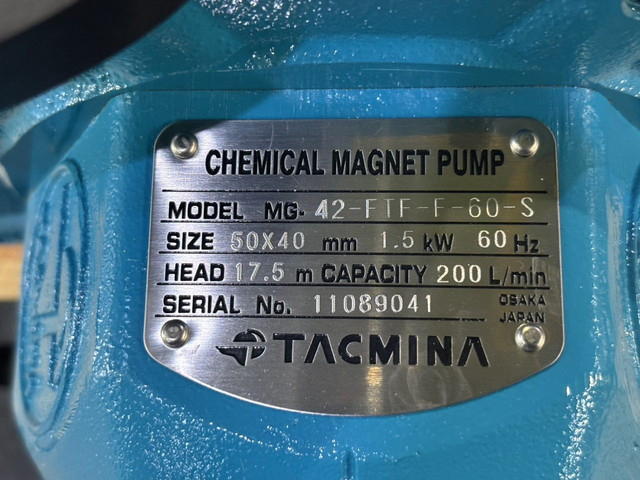 CHEMICAL MAGNET PUMP
MODEL MG- 42-FTF-F-60-S
SIZE 50X40 mm 1.5 kW 60 Hz
HEAD 17.5 m CAPACITY 200 L/min
SERIAL No. 11089041 OSAKA JAPAN
TACMINA